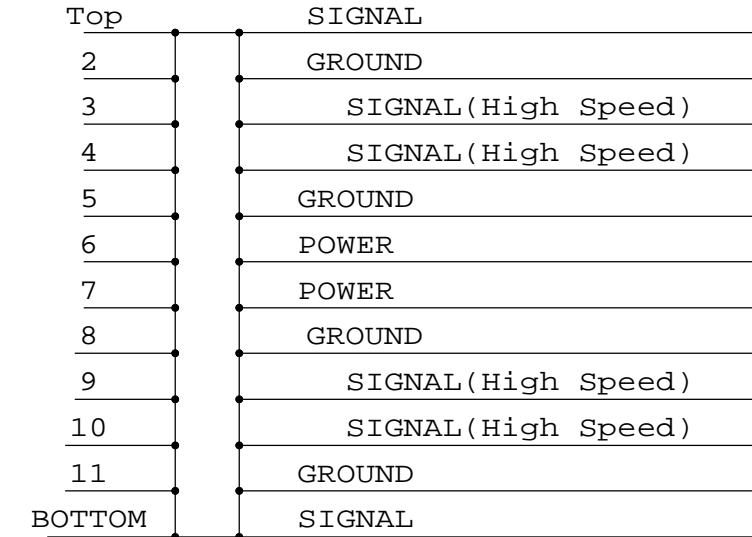 Top SIGNAL
2 GROUND
3 SIGNAL(High Speed)
4 SIGNAL(High Speed)
5 GROUND
6 POWER
7 POWER
8 GROUND
9 SIGNAL(High Speed)
10 SIGNAL(High Speed)
11 GROUND
BOTTOM SIGNAL